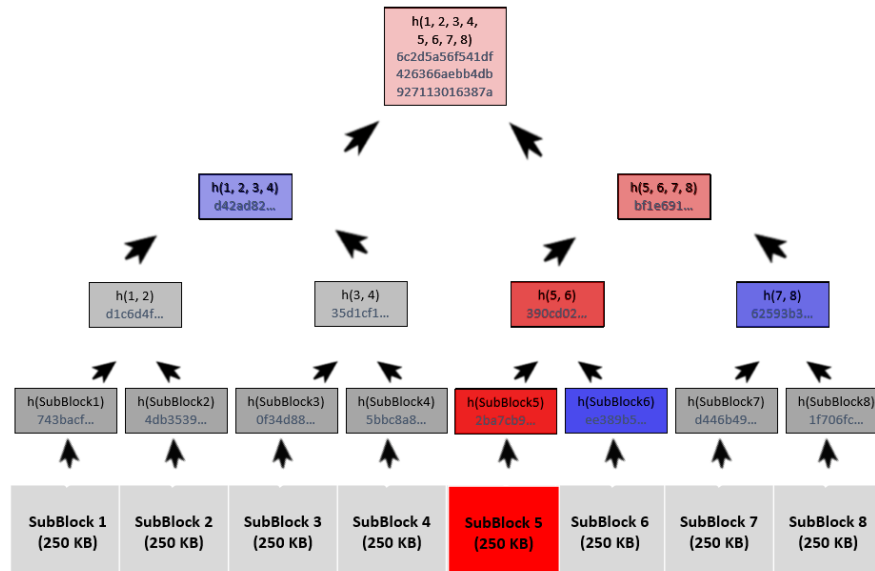 h(1, 2, 3, 4,
5, 6, 7, 8)
6c2d5a56f541df
426366aebb4db
927113016387a
h(1, 2, 3, 4)
d42ad82...
h(5, 6, 7, 8)
bf1e691...
h(1, 2)
d1c6d4f...
h(3, 4)
35d1cf1...
h(5, 6)
390cd02...
h(7, 8)
62593b3...
h(SubBlock1)
743bacf...
h(SubBlock2)
4db3539...
h(SubBlock3)
0f34d88...
h(SubBlock4)
5bbc8a8...
h(SubBlock5)
2ba7cb9...
h(SubBlock6)
ee389b5...
h(SubBlock7)
d446b49...
h(SubBlock8)
1f706fc...
SubBlock 1
(250 KB)
SubBlock 2
(250 KB)
SubBlock 3
(250 KB)
SubBlock 4
(250 KB)
SubBlock 5
(250 KB)
SubBlock 6
(250 KB)
SubBlock 7
(250 KB)
SubBlock 8
(250 KB)